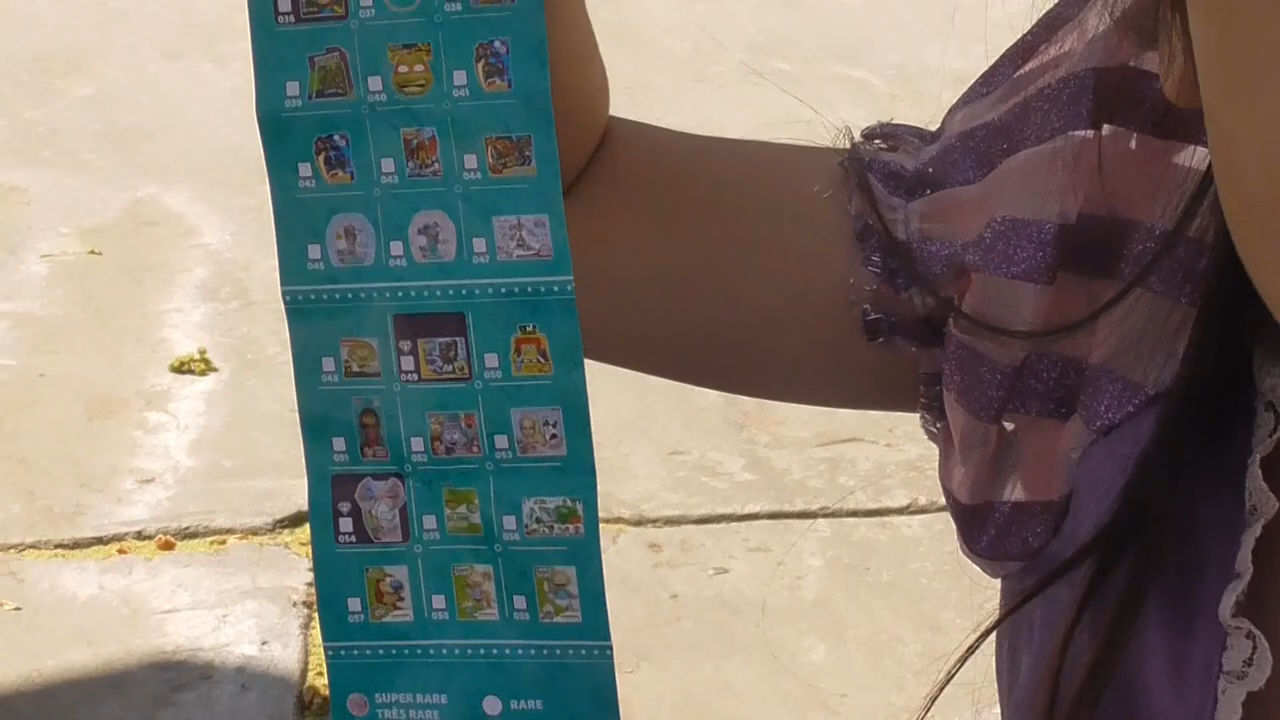 036 037 038
039 040 041
042 043 044
045 046 047
048 049 050
051 052 053
054 055 056
057 058 059
SUPER RARE
TRÈS RARE
RARE